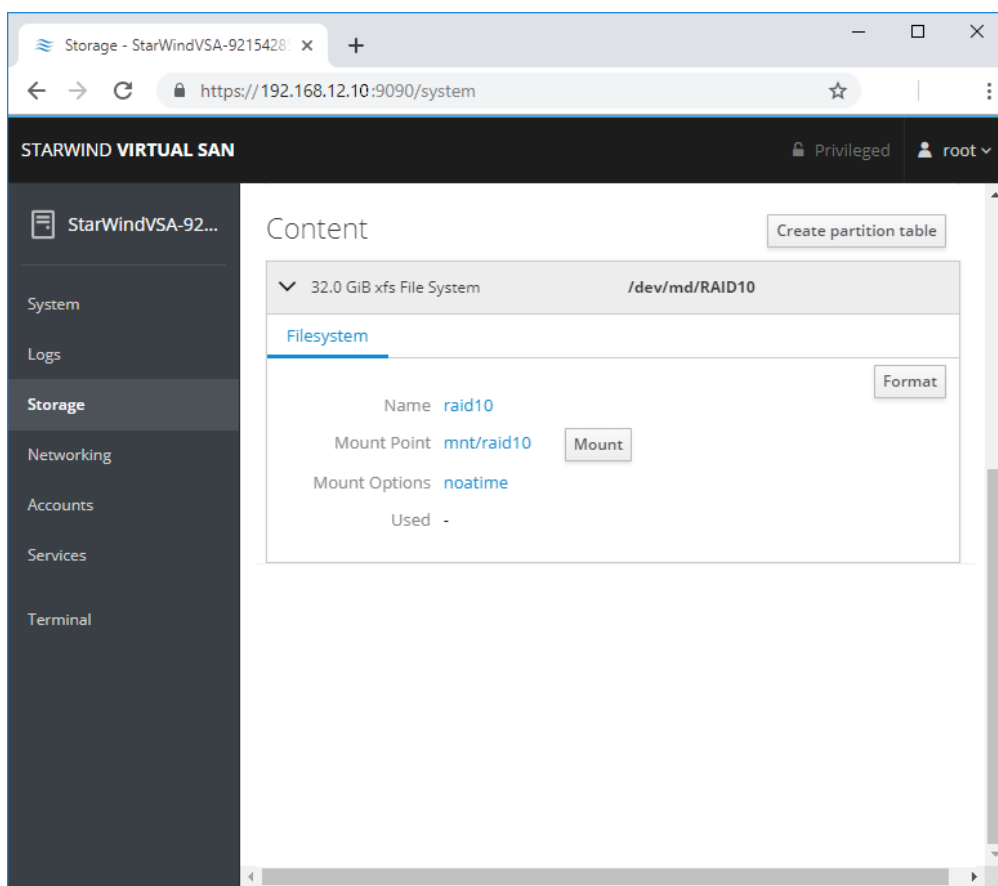 Storage - StarWindVSA-9215428
https://192.168.12.10:9090/system
STARWIND VIRTUAL SAN
Privileged
root
StarWindVSA-92...
System
Logs
Storage
Networking
Accounts
Services
Terminal
Content
Create partition table
32.0 GiB xfs File System /dev/md/RAID10
Filesystem
Format
Name raid10
Mount Point mnt/raid10 Mount
Mount Options noatime
Used -